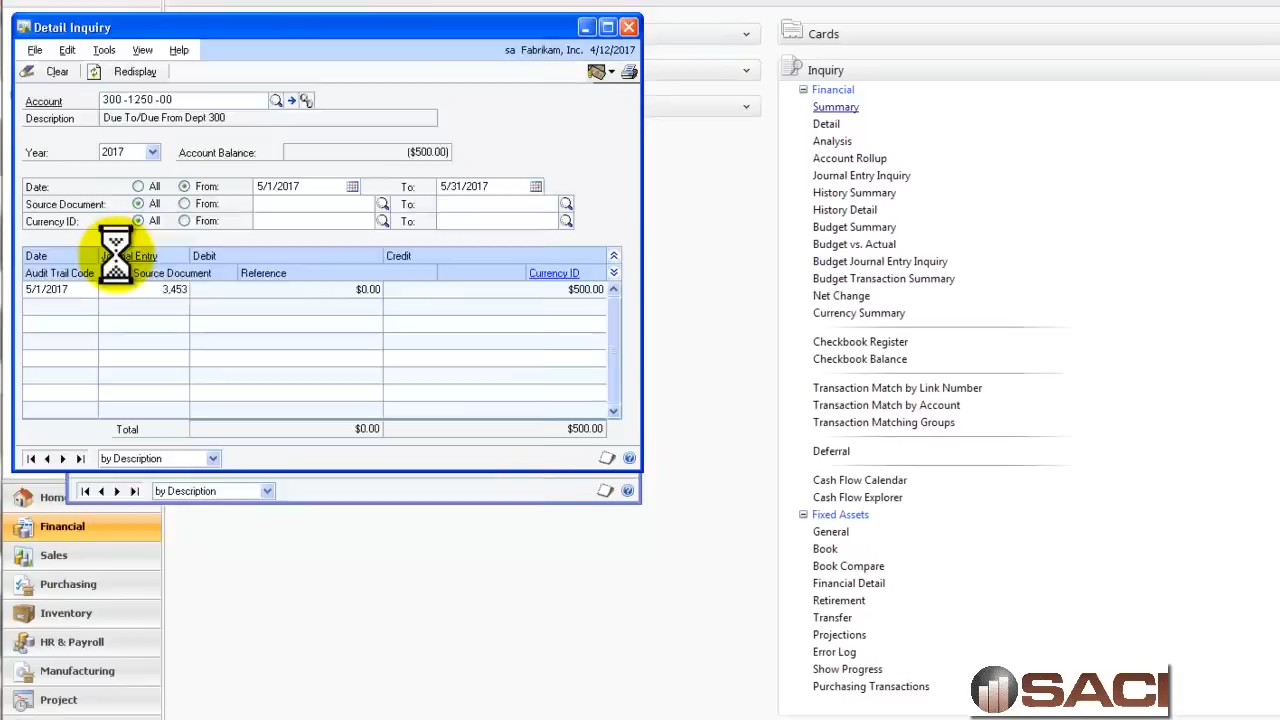 Detail Inquiry
File Edit Tools View Help
sa Fabrikam, Inc. 4/12/2017
Clear Redisplay
Account 300 -1250 -00
Description Due To/Due From Dept 300
Year: 2017 Account Balance: ($500.00)
Date: All From: 5/1/2017 To: 5/31/2017
Source Document: All From: To:
Currency ID: All From: To:
Date Journal Entry Debit Credit
Audit Trail Code Source Document Reference Currency ID
5/1/2017 3,453 $0.00 $500.00
Total $0.00 $500.00
by Description
by Description
Home
Financial
Sales
Purchasing
Inventory
HR & Payroll
Manufacturing
Project
Cards
Inquiry
Financial
Summary
Detail
Analysis
Account Rollup
Journal Entry Inquiry
History Summary
History Detail
Budget Summary
Budget vs. Actual
Budget Journal Entry Inquiry
Budget Transaction Summary
Net Change
Currency Summary
Checkbook Register
Checkbook Balance
Transaction Match by Link Number
Transaction Match by Account
Transaction Matching Groups
Deferral
Cash Flow Calendar
Cash Flow Explorer
Fixed Assets
General
Book
Book Compare
Financial Detail
Retirement
Transfer
Projections
Error Log
Show Progress
Purchasing Transactions
SACI